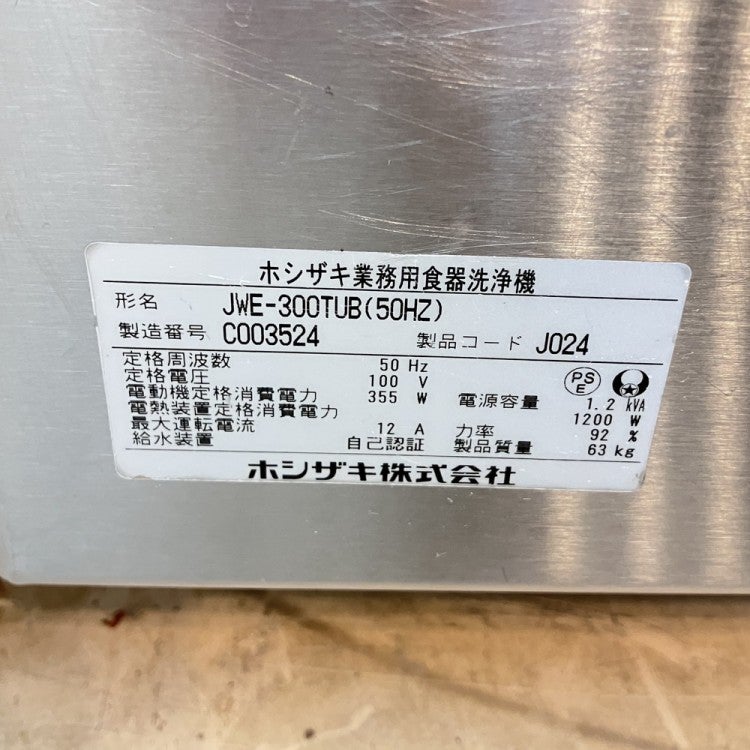 ホシザキ業務用食器洗浄機
形名 JWE-300TUB(50HZ)
製造番号 C003524 製品コード J024
定格周波数 50 Hz
定格電圧 100 V
PSE
電動機定格消費電力 355 W 電源容量 1.2 kVA
電熱装置定格消費電力 1200 W
最大運転電流 12 A 力率 92 %
給水装置 自己認証 製品質量 63 kg
ホシザキ株式会社